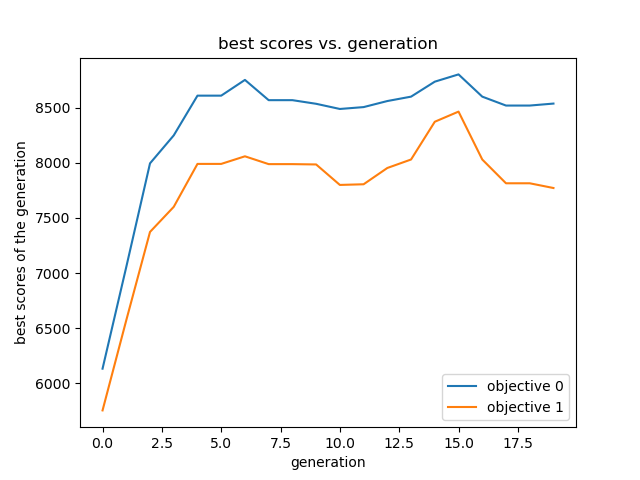 best scores vs. generation
best scores of the generation
8500
8000
7500
7000
6500
6000
0.0 2.5 5.0 7.5 10.0 12.5 15.0 17.5
generation
objective 0
objective 1